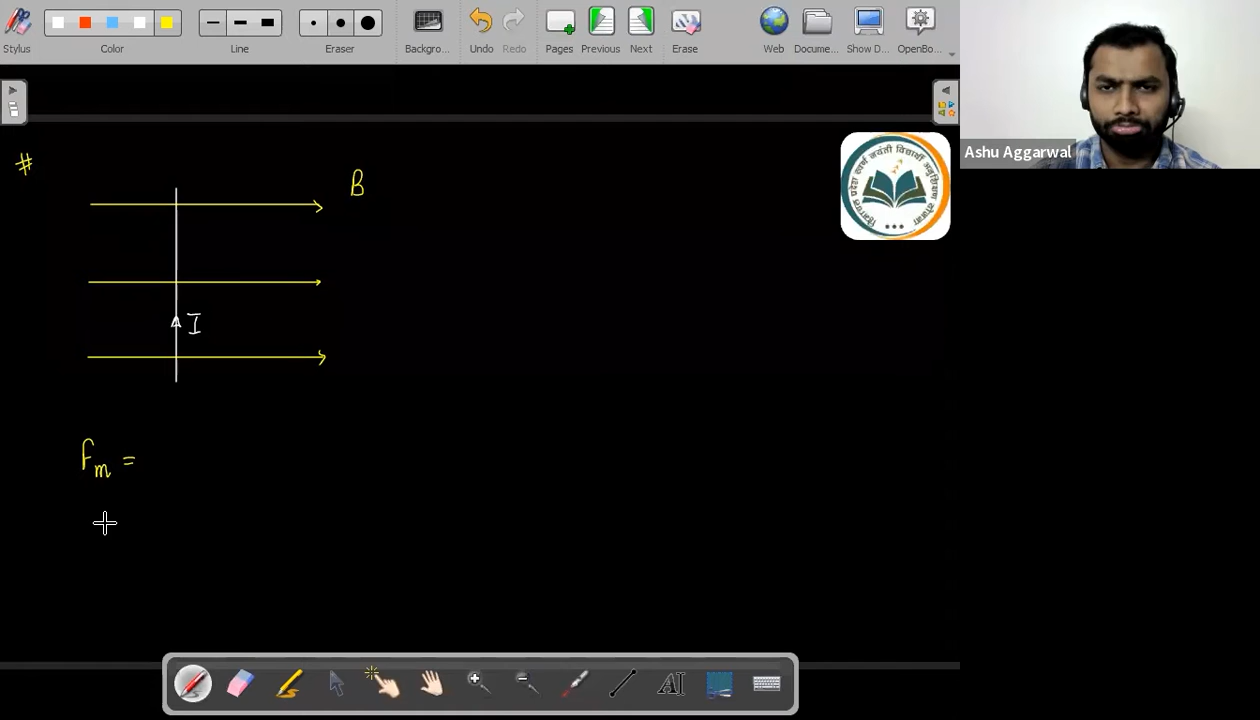 Stylus
Color
Line
Eraser
Backgro...
Undo
Redo
Pages
Previous
Next
Erase
Web
Docume...
Show D...
OpenBo...
Ashu Aggarwal
#
B
I
Fm =